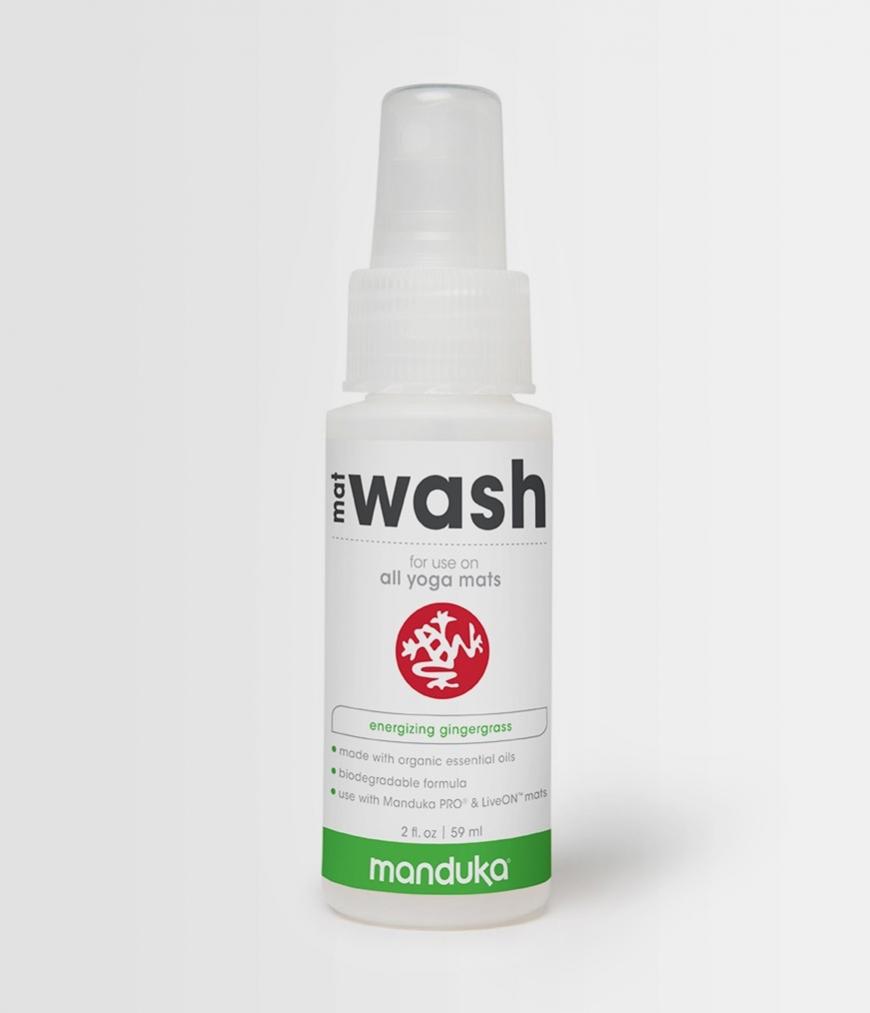 mat wash
for use on
all yoga mats
energizing gingergrass
• made with organic essential oils
• biodegradable formula
• use with Manduka PRO® & LiveON™ mats
2 fl. oz | 59 ml
manduka®